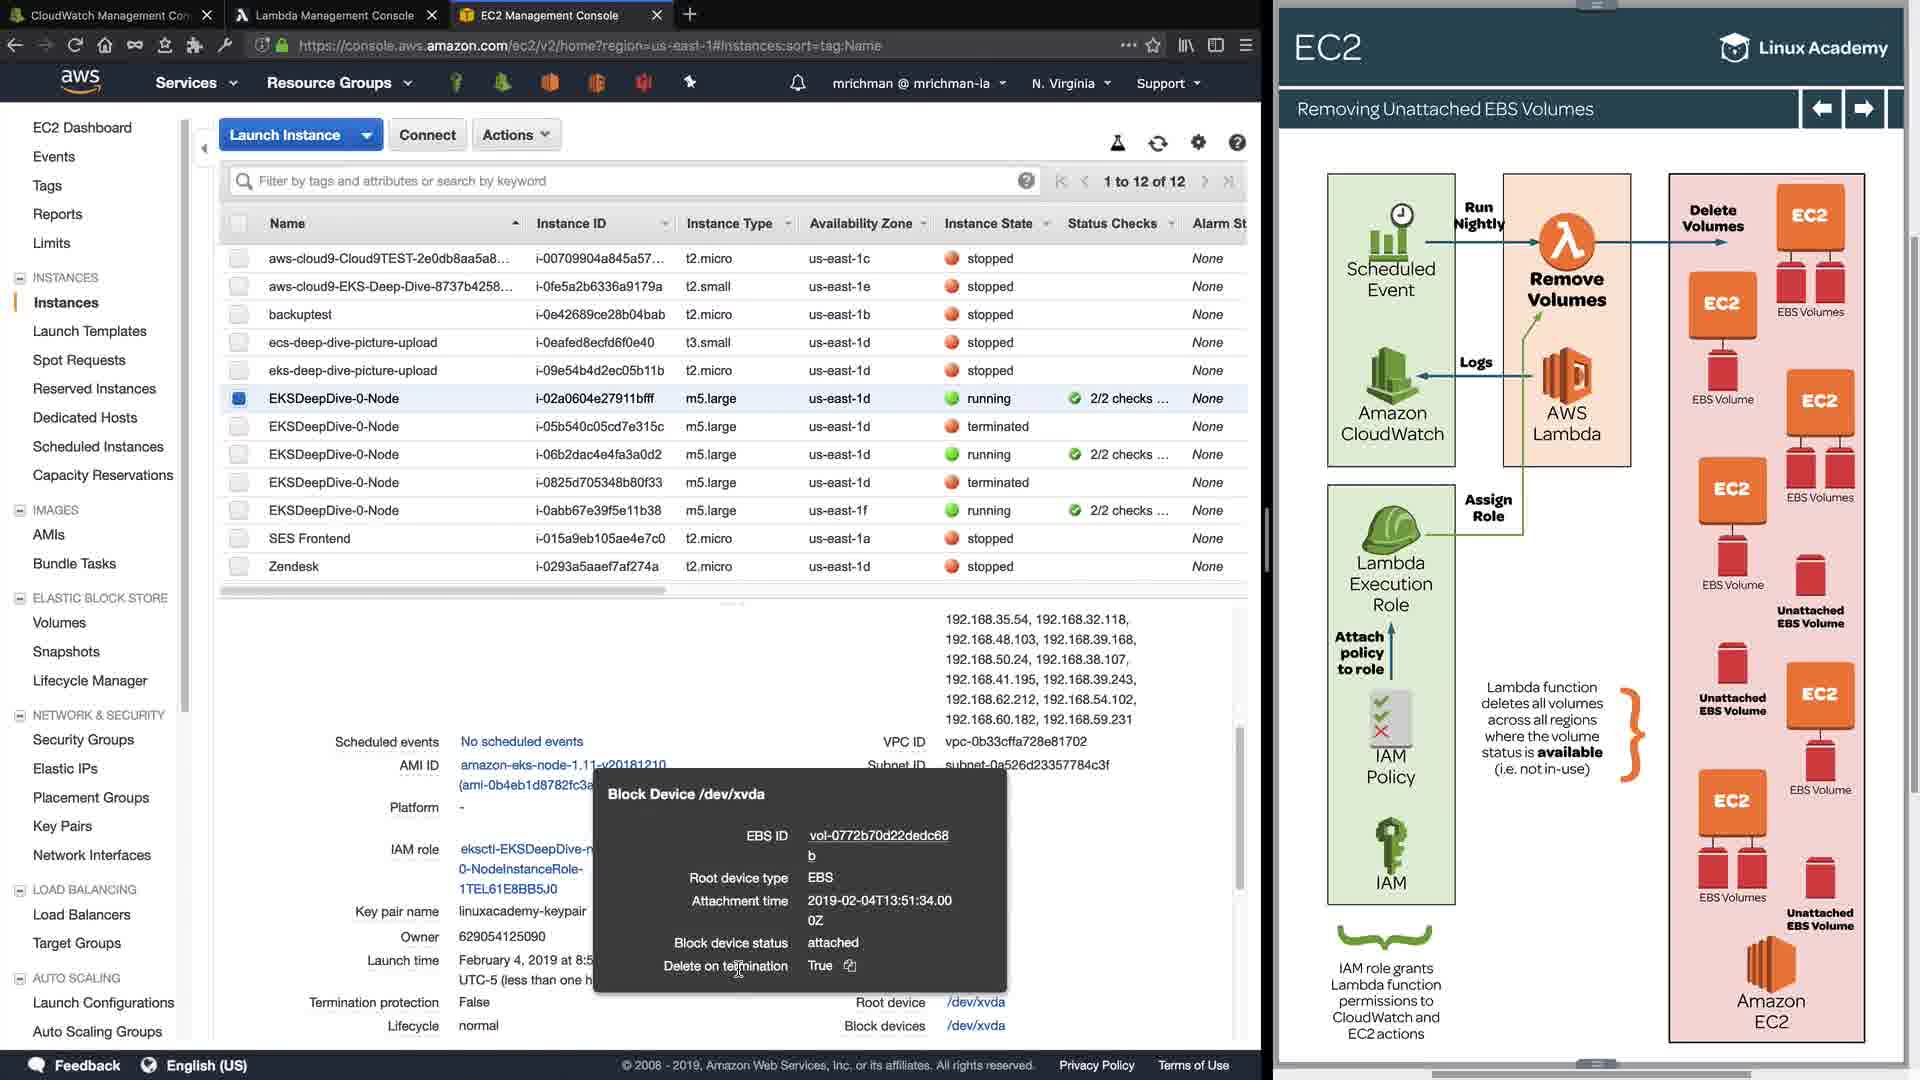 CloudWatch Management Con
Lambda Management Console
EC2 Management Console
https://console.aws.amazon.com/ec2/v2/home?region=us-east-1#Instances:sort=tag:Name
aws
Services
Resource Groups
mrichman @ mrichman-la
N. Virginia
Support
EC2 Dashboard
Events
Tags
Reports
Limits
INSTANCES
Instances
Launch Templates
Spot Requests
Reserved Instances
Dedicated Hosts
Scheduled Instances
Capacity Reservations
IMAGES
AMIs
Bundle Tasks
ELASTIC BLOCK STORE
Volumes
Snapshots
Lifecycle Manager
NETWORK & SECURITY
Security Groups
Elastic IPs
Placement Groups
Key Pairs
Network Interfaces
LOAD BALANCING
Load Balancers
Target Groups
AUTO SCALING
Launch Configurations
Auto Scaling Groups
Launch Instance
Connect
Actions
Filter by tags and attributes or search by keyword
1 to 12 of 12
Name Instance ID Instance Type Availability Zone Instance State Status Checks Alarm St
aws-cloud9-Cloud9TEST-2e0db8aa5a8... i-00709904a845a57... t2.micro us-east-1c stopped None
aws-cloud9-EKS-Deep-Dive-8737b4258... i-0fe5a2b6336a9179a t2.small us-east-1e stopped None
backuptest i-0e42689ce28b04bab t2.micro us-east-1b stopped None
ecs-deep-dive-picture-upload i-0eafed8ecfd6f0e40 t3.small us-east-1d stopped None
eks-deep-dive-picture-upload i-09e54b4d2ec05b11b t2.micro us-east-1d stopped None
EKSDeepDive-0-Node i-02a0604e27911bfff m5.large us-east-1d running 2/2 checks ... None
EKSDeepDive-0-Node i-05b540c05cd7e315c m5.large us-east-1d terminated None
EKSDeepDive-0-Node i-06b2dac4e4fa3a0d2 m5.large us-east-1d running 2/2 checks ... None
EKSDeepDive-0-Node i-0825d705348b80f33 m5.large us-east-1d terminated None
EKSDeepDive-0-Node i-0abb67e39f5e11b38 m5.large us-east-1f running 2/2 checks ... None
SES Frontend i-015a9eb105ae4e7c0 t2.micro us-east-1a stopped None
Zendesk i-0293a5aaef7af274a t2.micro us-east-1d stopped None
192.168.35.54, 192.168.32.118,
192.168.48.103, 192.168.39.168,
192.168.50.24, 192.168.38.107,
192.168.41.195, 192.168.39.243,
192.168.62.212, 192.168.54.102,
192.168.60.182, 192.168.59.231
Scheduled events No scheduled events VPC ID vpc-0b33cffa728e81702
AMI ID amazon-eks-node-1.11-v20181210 Subnet ID subnet-0a526d23357784c3f
(ami-0b4eb1d8782fc3a
Platform -
IAM role eksctl-EKSDeepDive-n
0-NodeInstanceRole-
1TEL61E8BB5J0
Key pair name linuxacademy-keypair
Owner 629054125090
Launch time February 4, 2019 at 8:5
UTC-5 (less than one h
Termination protection False Root device /dev/xvda
Lifecycle normal Block devices /dev/xvda
Block Device /dev/xvda
EBS ID vol-0772b70d22dedc68
b
Root device type EBS
Attachment time 2019-02-04T13:51:34.00
0Z
Block device status attached
Delete on termination True
Feedback
English (US)
© 2008 - 2019, Amazon Web Services, Inc. or its affiliates. All rights reserved.
Privacy Policy
Terms of Use
EC2
Linux Academy
Removing Unattached EBS Volumes
Scheduled
Event
Run
Nightly
Remove
Volumes
Delete
Volumes
Logs
Amazon
CloudWatch
AWS
Lambda
Assign
Role
Lambda
Execution
Role
Attach
policy
to role
IAM
Policy
IAM
IAM role grants
Lambda function
permissions to
CloudWatch and
EC2 actions
Lambda function
deletes all volumes
across all regions
where the volume
status is available
(i.e. not in-use)
EC2
EBS Volumes
EC2
EBS Volume
EC2
EBS Volumes
EC2
EBS Volume
Unattached
EBS Volume
Unattached
EBS Volume
EC2
EBS Volume
EC2
EBS Volumes
Unattached
EBS Volume
Amazon
EC2